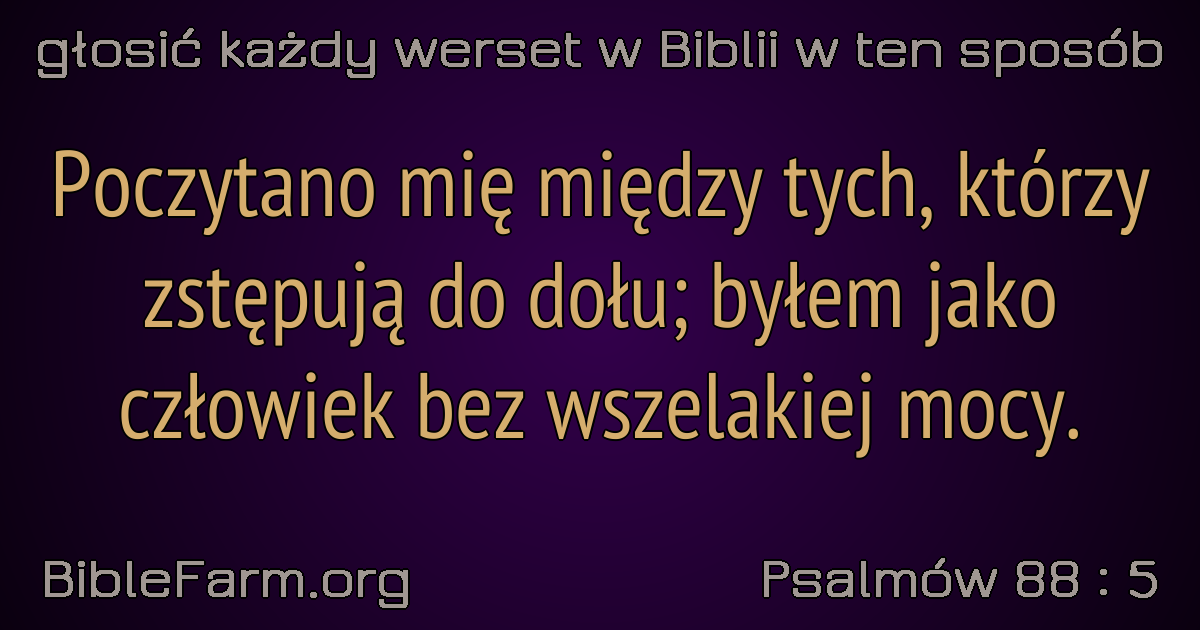 głosić każdy werset w Biblii w ten sposób
Poczytano mię między tych, którzy
zstępują do dołu; byłem jako
człowiek bez wszelakiej mocy.
BibleFarm.org
Psalmów 88 : 5